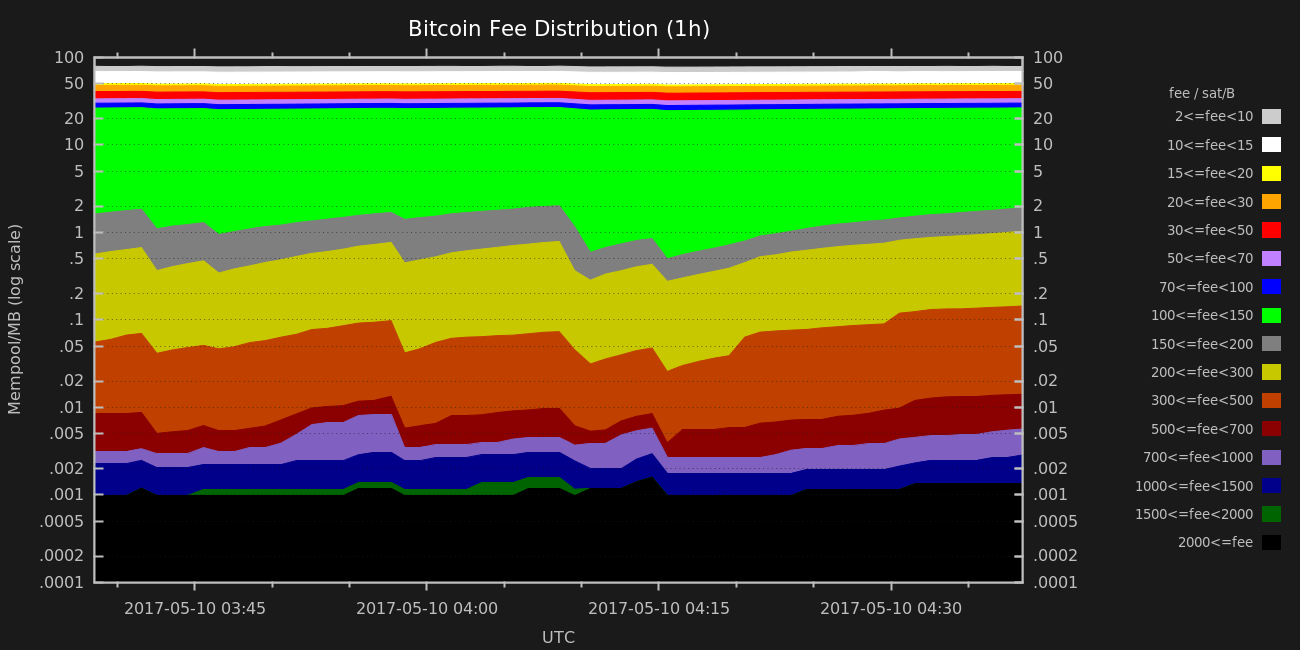 Bitcoin Fee Distribution (1h)
Mempool/MB (log scale)
100
50
20
10
5
2
1
.5
.2
.1
.05
.02
.01
.005
.002
.001
.0005
.0002
.0001
100
50
20
10
5
2
1
.5
.2
.1
.05
.02
.01
.005
.002
.001
.0005
.0002
.0001
2017-05-10 03:45
2017-05-10 04:00
2017-05-10 04:15
2017-05-10 04:30
UTC
fee / sat/B
2<=fee<10
10<=fee<15
15<=fee<20
20<=fee<30
30<=fee<50
50<=fee<70
70<=fee<100
100<=fee<150
150<=fee<200
200<=fee<300
300<=fee<500
500<=fee<700
700<=fee<1000
1000<=fee<1500
1500<=fee<2000
2000<=fee